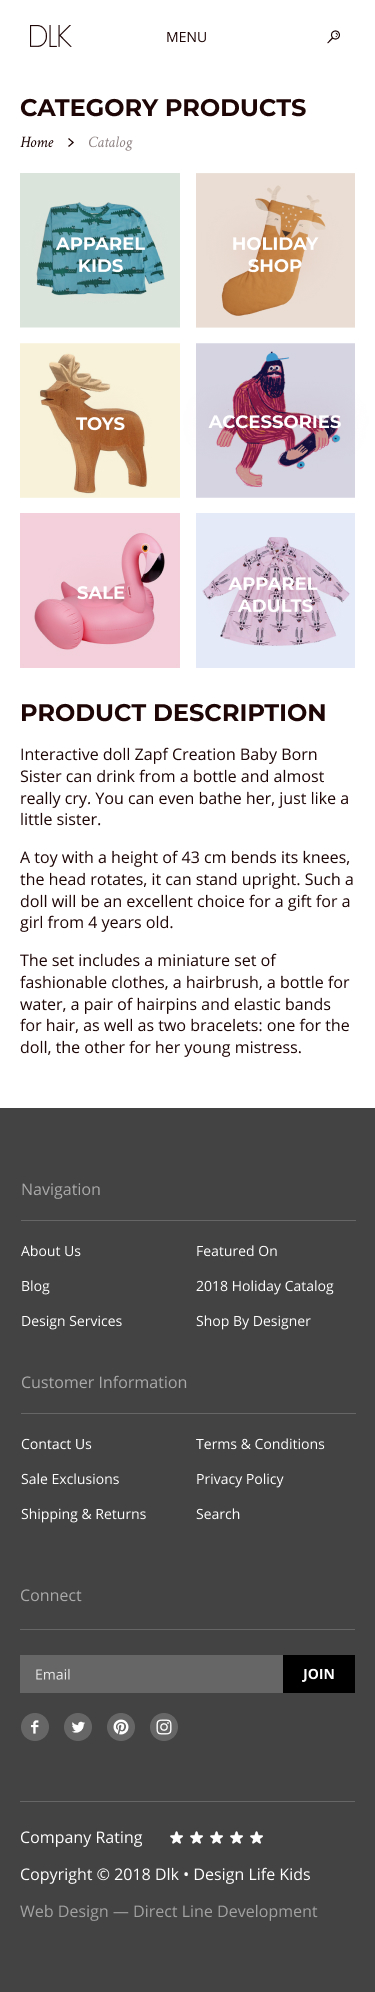 DLK
MENU
CATEGORY PRODUCTS
Home > Catalog
APPAREL
KIDS
HOLIDAY
SHOP
TOYS
ACCESSORIES
SALE
APPAREL
ADULTS
PRODUCT DESCRIPTION
Interactive doll Zapf Creation Baby Born
Sister can drink from a bottle and almost
really cry. You can even bathe her, just like a
little sister.
A toy with a height of 43 cm bends its knees,
the head rotates, it can stand upright. Such a
doll will be an excellent choice for a gift for a
girl from 4 years old.
The set includes a miniature set of
fashionable clothes, a hairbrush, a bottle for
water, a pair of hairpins and elastic bands
for hair, as well as two bracelets: one for the
doll, the other for her young mistress.
Navigation
About Us
Featured On
Blog
2018 Holiday Catalog
Design Services
Shop By Designer
Customer Information
Contact Us
Terms & Conditions
Sale Exclusions
Privacy Policy
Shipping & Returns
Search
Connect
Email
JOIN
Company Rating ★ ★ ★ ★ ★
Copyright © 2018 Dlk • Design Life Kids
Web Design — Direct Line Development